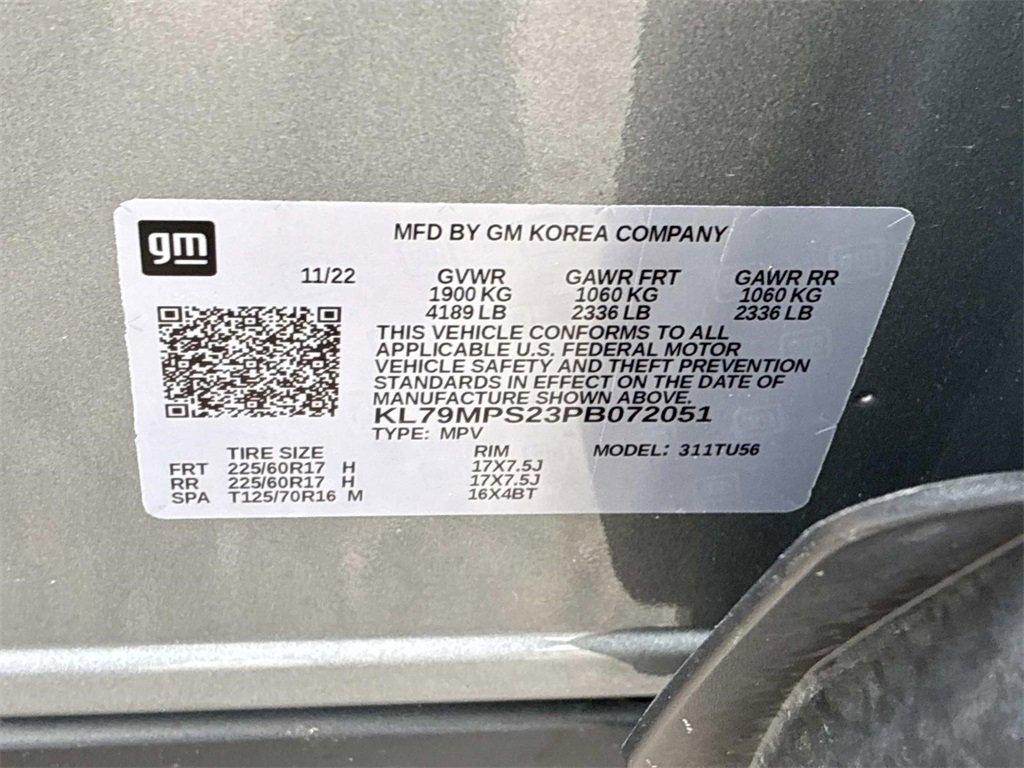 gm
MFD BY GM KOREA COMPANY
11/22 GVWR GAWR FRT GAWR RR
1900 KG 1060 KG 1060 KG
4189 LB 2336 LB 2336 LB
THIS VEHICLE CONFORMS TO ALL
APPLICABLE U.S. FEDERAL MOTOR
VEHICLE SAFETY AND THEFT PREVENTION
STANDARDS IN EFFECT ON THE DATE OF
MANUFACTURE SHOWN ABOVE.
KL79MPS23PB072051
TYPE: MPV
TIRE SIZE RIM MODEL: 311TU56
FRT 225/60R17 H 17X7.5J
RR 225/60R17 H 17X7.5J
SPA T125/70R16 M 16X4BT